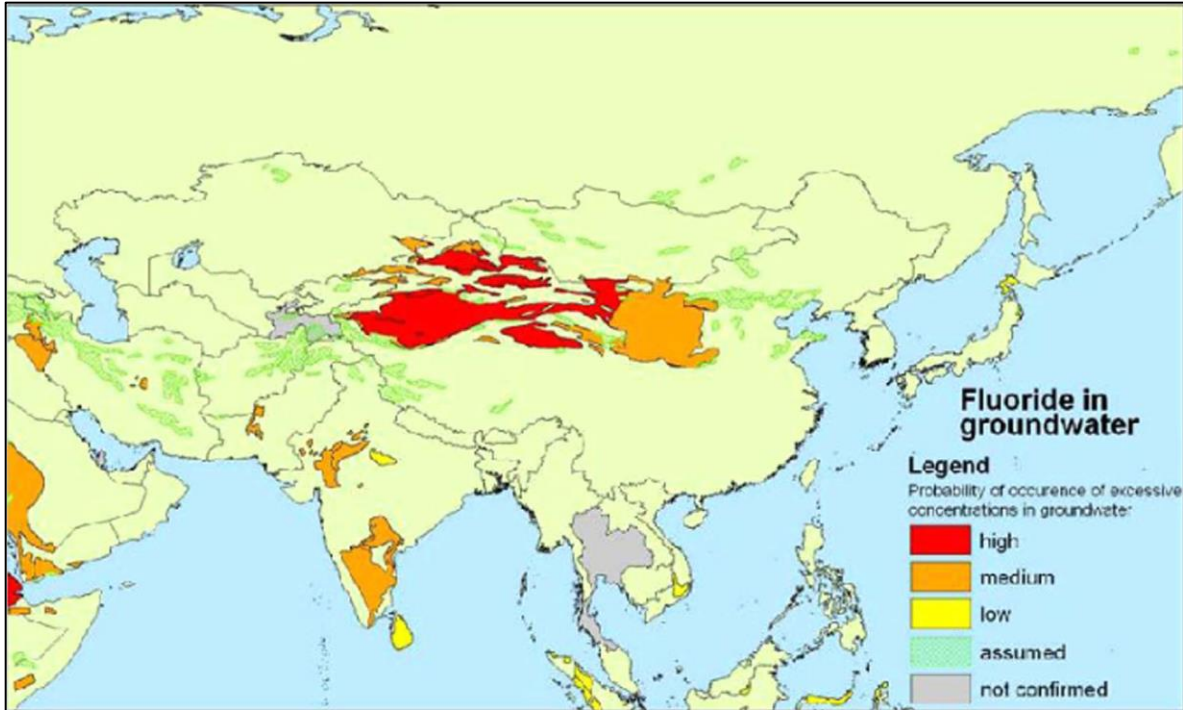 Fluoride in
groundwater
Legend
Probability of occurence of excessive
concentrations in groundwater
high
medium
low
assumed
not confirmed